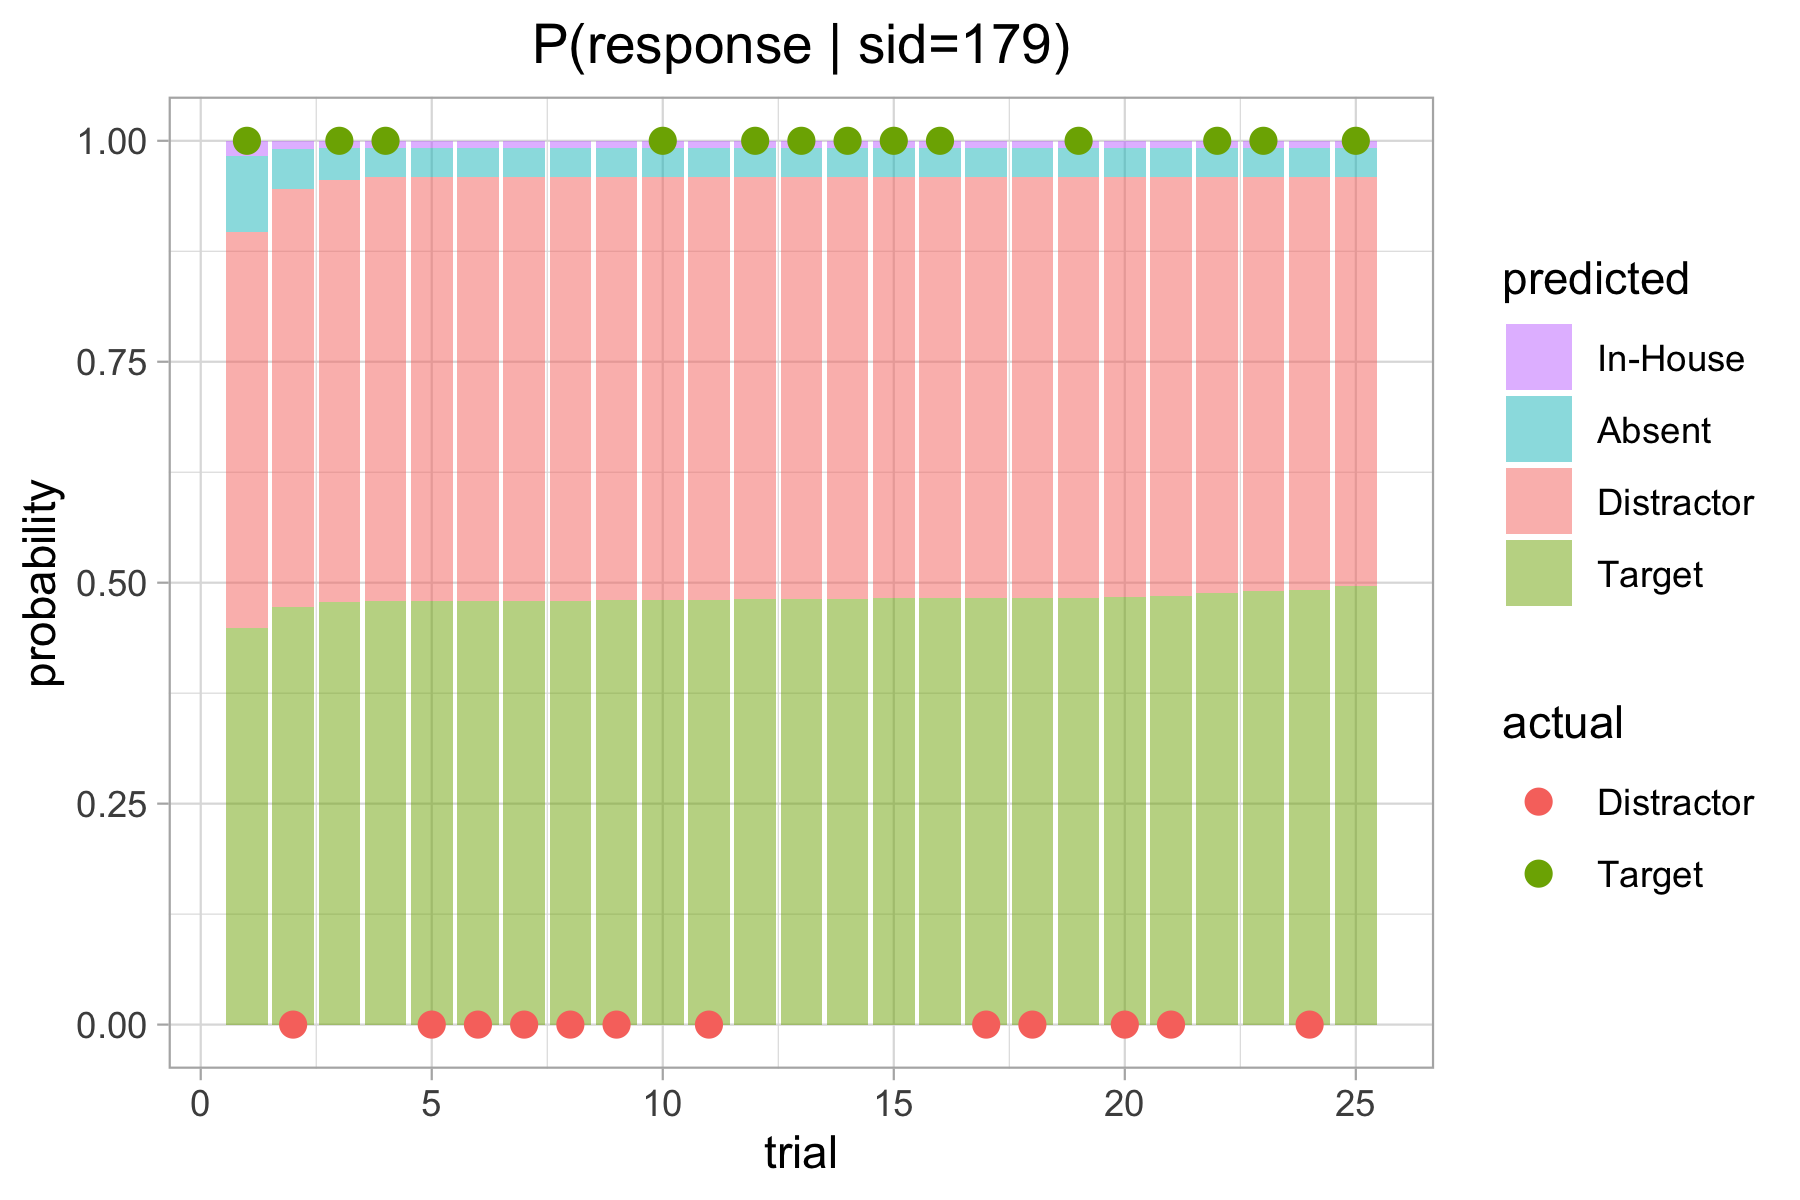 P(response | sid=179)
1.00
0.75
0.50
0.25
0.00
probability
0 5 10 15 20 25
trial
predicted
In-House
Absent
Distractor
Target
actual
Distractor
Target